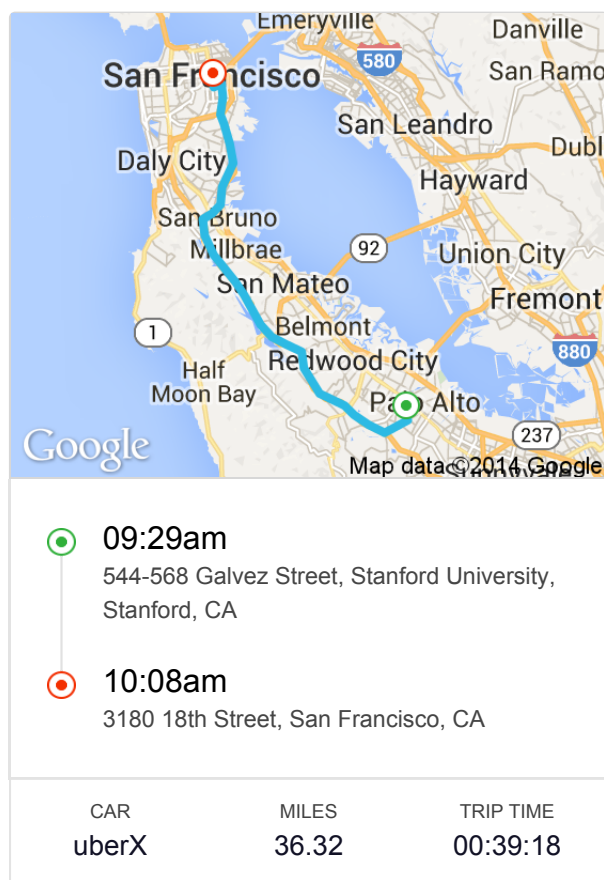 Emeryville
Danville
580
San Francisco
San Ramo
San Leandro
Dubl
Daly City
Hayward
San Bruno
92
Millbrae
Union City
San Mateo
Fremont
1
Belmont
880
Redwood City
Half
Moon Bay
Palo Alto
237
Google
Map data ©2014 Google
Sunnyvale
09:29am
544-568 Galvez Street, Stanford University,
Stanford, CA
10:08am
3180 18th Street, San Francisco, CA
CAR MILES TRIP TIME
uberX 36.32 00:39:18